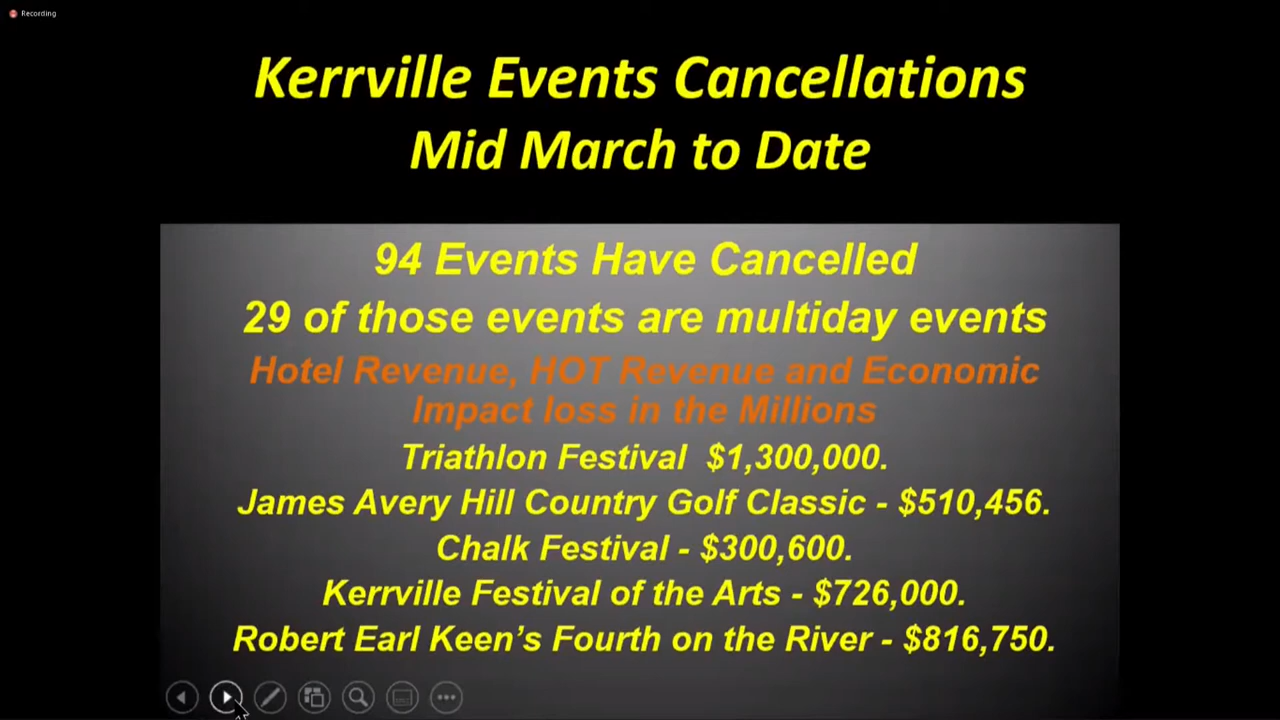 Recording
Kerrville Events Cancellations
Mid March to Date
94 Events Have Cancelled
29 of those events are multiday events
Hotel Revenue, HOT Revenue and Economic
Impact loss in the Millions
Triathlon Festival  $1,300,000.
James Avery Hill Country Golf Classic - $510,456.
Chalk Festival - $300,600.
Kerrville Festival of the Arts - $726,000.
Robert Earl Keen’s Fourth on the River - $816,750.